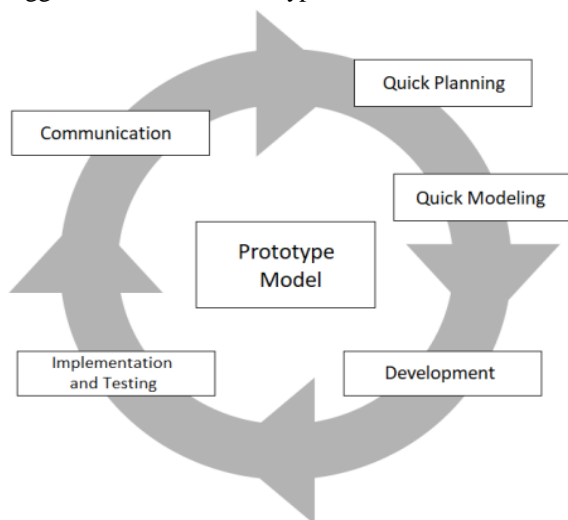 Quick Planning
Communication
Quick Modeling
Prototype
Model
Implementation
and Testing
Development